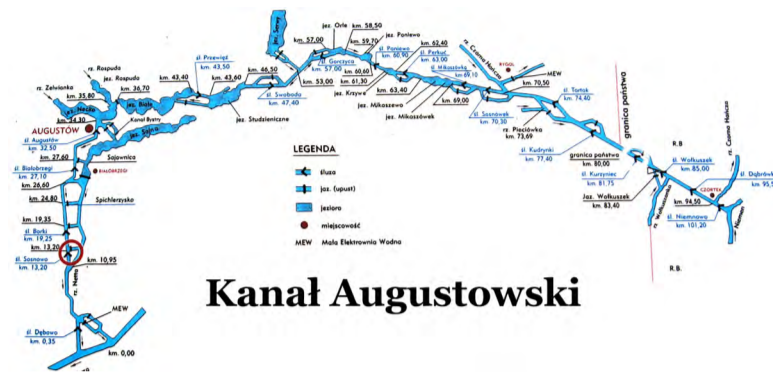 jez. Orle
km. 58,50
km. 57,00
jez. Paniewo
jez. Serwy
km. 59,70
km. 62,40
rz. Czarna Hańcza
śl. Paniewo
km. 60,90
śl. Perkuć
km. 63,00
RYGOL
śl. Przewięź
km. 43,50
śl. Gorczyca
km. 57,00
śl. Mikaszówka
km. 69,10
MEW
rz. Rospuda
km. 46,50
km. 60,60
km. 70,50
rz. Zelwianka
jez. Rospuda
km. 43,40
km. 61,30
km. 43,60
km. 53,00
km. 63,40
śl. Tartak
km. 74,40
km. 36,70
jez. Krzywe
km. 69,00
km. 35,80
jez. Białe
śl. Swoboda
km. 47,40
jez. Mikaszewo
śl. Sosnówek
km. 70,30
jez. Necko
jez. Studzieniczne
jez. Mikaszówek
granica państwa
km. 34,30
rz. Plociówka
73,69
AUGUSTÓW
Kanał Bystry
jez. Sajno
śl. Augustów
km. 32,50
śl. Kudrynki
km. 77,40
R.B
rz. Czarna Hańcza
LEGENDA
km. 27,60
Sajownica
granica państwa
km. 80,00
śl. Wołkuszek
km. 85,00
śl. Białobrzegi
km. 27,10
śluza
śl. Dąbrówka
km. 95,5
BIAŁOBRZEGI
śl. Kurzyniec
km. 81,75
km. 26,60
jaz. (upust)
CZORTEK
Jaz. Wołkuszek
km. 83,40
km. 94,50
km. 24,80
Spichlerzysko
jezioro
rz. Wołkuszanka
śl. Niemnowo
km. 101,20
Niemen
km. 19,35
miejscowość
śl. Borki
km. 19,25
MEW
Mała Elektrownia Wodna
km. 13,20
śl. Sosnowo
km. 13,20
km. 10,95
R.B.
rz. Netta
Kanał Augustowski
MEW
śl. Dębowo
km. 0,35
km. 0,00